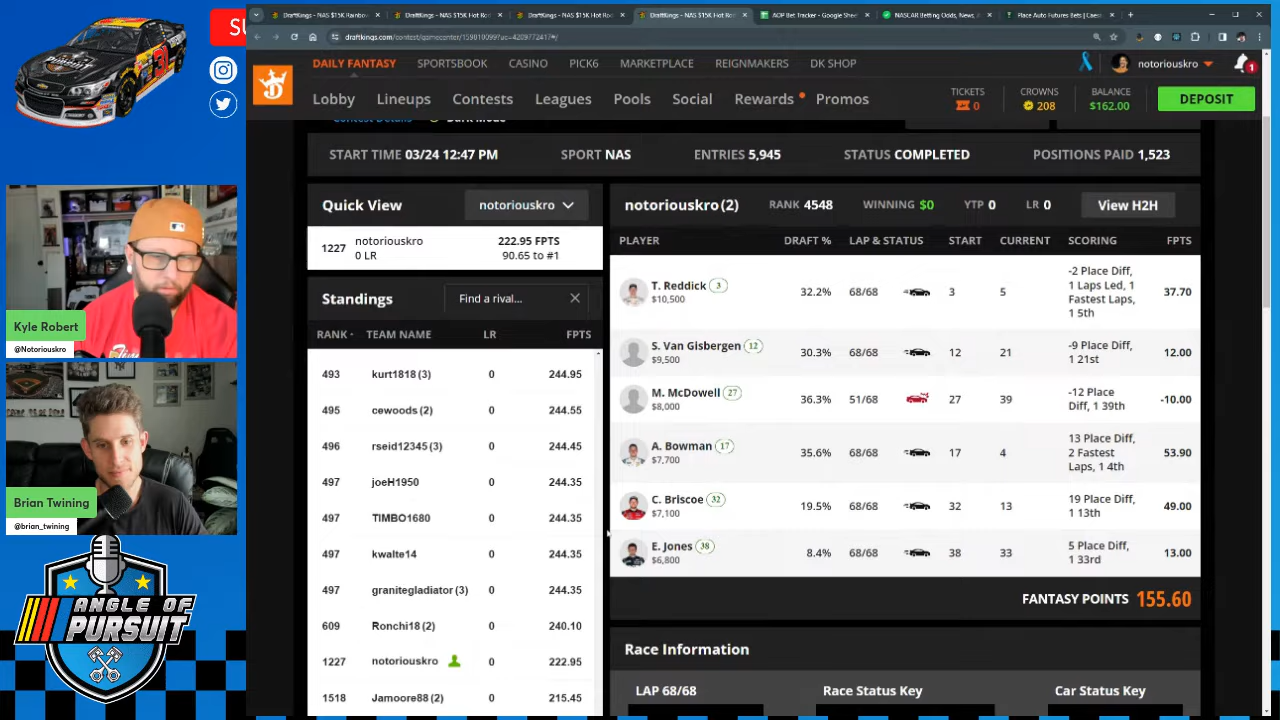 SU
DraftKings - NAS $15K Rainbow
DraftKings - NAS $15K Hot Ro
DraftKings - NAS $15K Hot Roc
DraftKings - NAS $15K Hot Ro
AOP Bet Tracker - Google Shee
NASCAR Betting Odds, News,
Place Auto Futures Bets | Caes
DAILY FANTASY SPORTSBOOK CASINO PICK6 MARKETPLACE REIGNMAKERS DK SHOP
notoriouskro
1
Lobby Lineups Contests Leagues Pools Social Rewards Promos
TICKETS 0
CROWNS 208
BALANCE $162.00
DEPOSIT
START TIME 03/24 12:47 PM SPORT NAS ENTRIES 5,945 STATUS COMPLETED POSITIONS PAID 1,523
Quick View notoriouskro
1227 notoriouskro 222.95 FPTS
0 LR 90.65 to #1
Standings Find a rival...
RANK TEAM NAME LR FPTS
493 kurt1818 (3) 0 244.95
495 cewoods (2) 0 244.55
496 rseid12345 (3) 0 244.45
497 joeH1950 0 244.35
497 TIMBO1680 0 244.35
497 kwalte14 0 244.35
497 granitegladiator (3) 0 244.35
609 Ronchi18 (2) 0 240.10
1227 notoriouskro 0 222.95
1518 Jamoore88 (2) 0 215.45
notoriouskro (2) RANK 4548 WINNING $0 YTP 0 LR 0 View H2H
PLAYER DRAFT % LAP & STATUS START CURRENT SCORING FPTS
T. Reddick 3 $10,500 32.2% 68/68 3 5 -2 Place Diff, 1 Laps Led, 1 Fastest Laps, 1 5th 37.70
S. Van Gisbergen 12 $9,500 30.3% 68/68 12 21 -9 Place Diff, 1 21st 12.00
M. McDowell 27 $8,000 36.3% 51/68 27 39 -12 Place Diff, 1 39th -10.00
A. Bowman 17 $7,700 35.6% 68/68 17 4 13 Place Diff, 2 Fastest Laps, 1 4th 53.90
C. Briscoe 32 $7,100 19.5% 68/68 32 13 19 Place Diff, 1 13th 49.00
E. Jones 38 $6,800 8.4% 68/68 38 33 5 Place Diff, 1 33rd 13.00
FANTASY POINTS 155.60
Race Information
LAP 68/68 Race Status Key Car Status Key
Kyle Robert
@Notoriouskro
Brian Twining
@brian_twining
ANGLE OF
PURSUIT